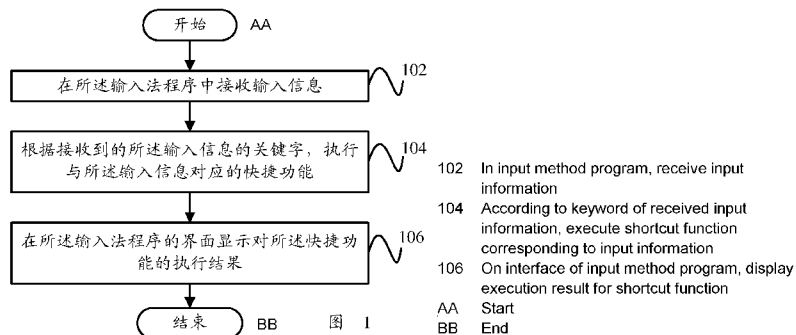 开始 AA
在所述输入法程序中接收输入信息
102
根据接收到的所述输入信息的关键字，执行
与所述输入信息对应的快捷功能
104
在所述输入法程序的界面显示对所述快捷功
能的执行结果
106
结束 BB
图 1
102 In input method program, receive input
information
104 According to keyword of received input
information, execute shortcut function
corresponding to input information
106 On interface of input method program, display
execution result for shortcut function
AA Start
BB End